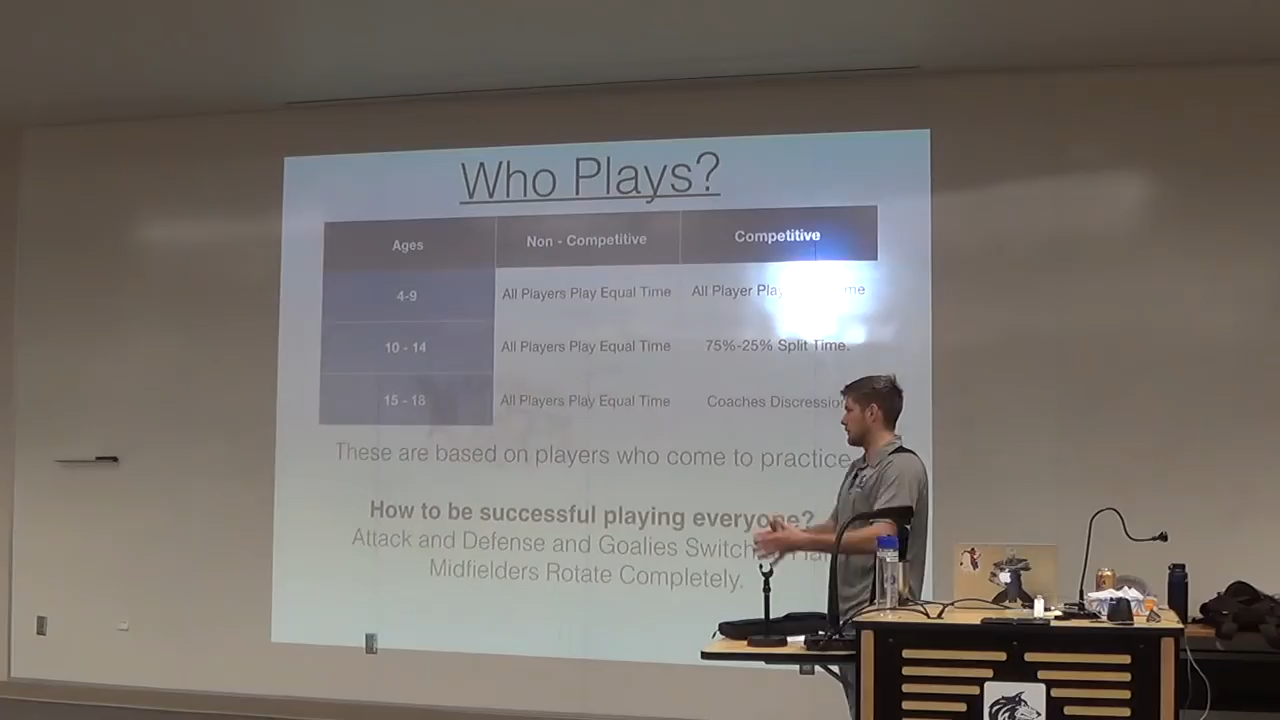 Who Plays?
Ages Non - Competitive Competitive
4-9 All Players Play Equal Time All Player Play me
10 - 14 All Players Play Equal Time 75%-25% Split Time.
15 - 18 All Players Play Equal Time Coaches Discression
These are based on players who come to practice
How to be successful playing everyone?
Attack and Defense and Goalies Switch
Midfielders Rotate Completely.